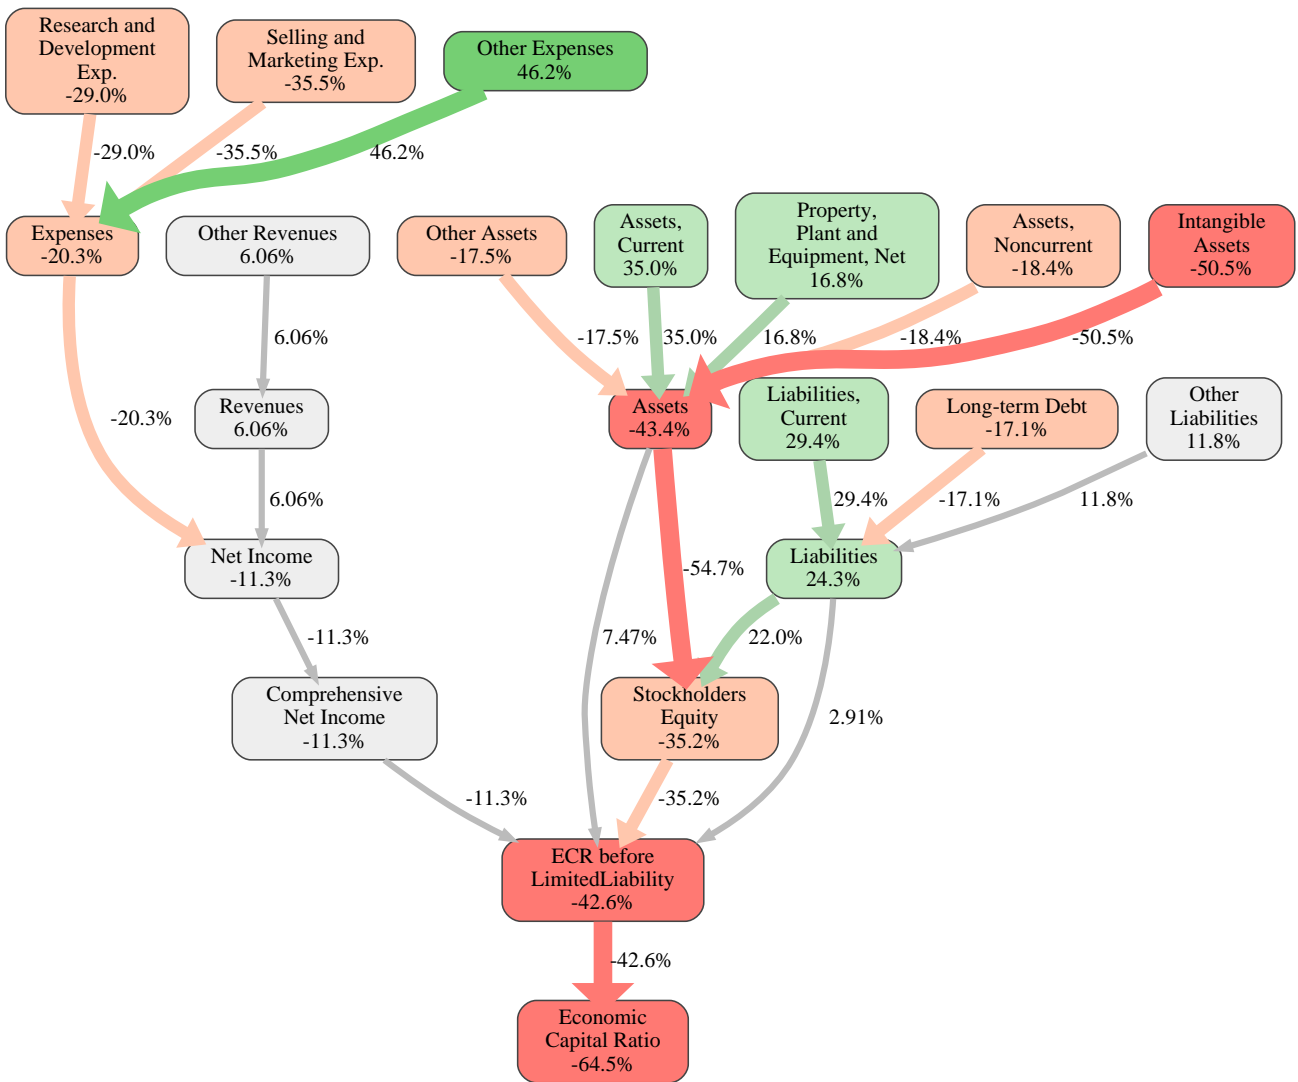 Research and
Development
Exp.
-29.0%
Selling and
Marketing Exp.
-35.5%
Other Expenses
46.2%
-29.0%
-35.5%
46.2%
Expenses
-20.3%
Other Revenues
6.06%
Other Assets
-17.5%
Assets,
Current
35.0%
Property,
Plant and
Equipment, Net
16.8%
Assets,
Noncurrent
-18.4%
Intangible
Assets
-50.5%
6.06%
-17.5%
35.0%
16.8%
-18.4%
-50.5%
-20.3%
Revenues
6.06%
Assets
-43.4%
Liabilities,
Current
29.4%
Long-term Debt
-17.1%
Other
Liabilities
11.8%
6.06%
29.4%
-17.1%
11.8%
Net Income
-11.3%
-54.7%
Liabilities
24.3%
-11.3%
7.47%
22.0%
Comprehensive
Net Income
-11.3%
Stockholders
Equity
-35.2%
2.91%
-11.3%
-35.2%
ECR before
LimitedLiability
-42.6%
-42.6%
Economic
Capital Ratio
-64.5%